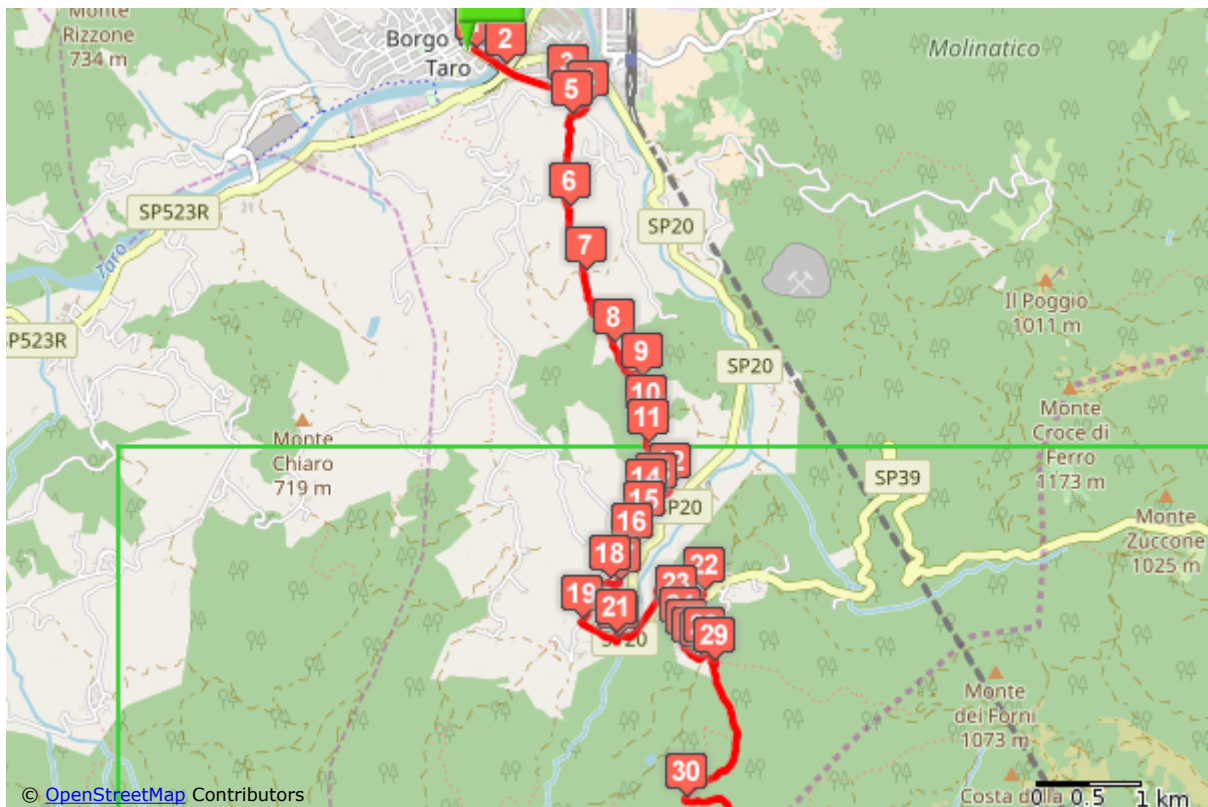 Monte
Rizzone
734 m
Borgo
Taro
2
3
5
Molinatico
6
SP523R
SP20
7
Taro
Il Poggio
1011 m
8
SP523R
9
SP20
10
11
Monte
Croce di
Ferro
1173 m
Monte
Chiaro
719 m
12
14
SP39
15
SP20
16
Monte
Zuccone
1025 m
18
22
19
23
21
29
SP20
Monte
dei Forni
1073 m
30
© OpenStreetMap Contributors
Costa della
0 0.5 1 km